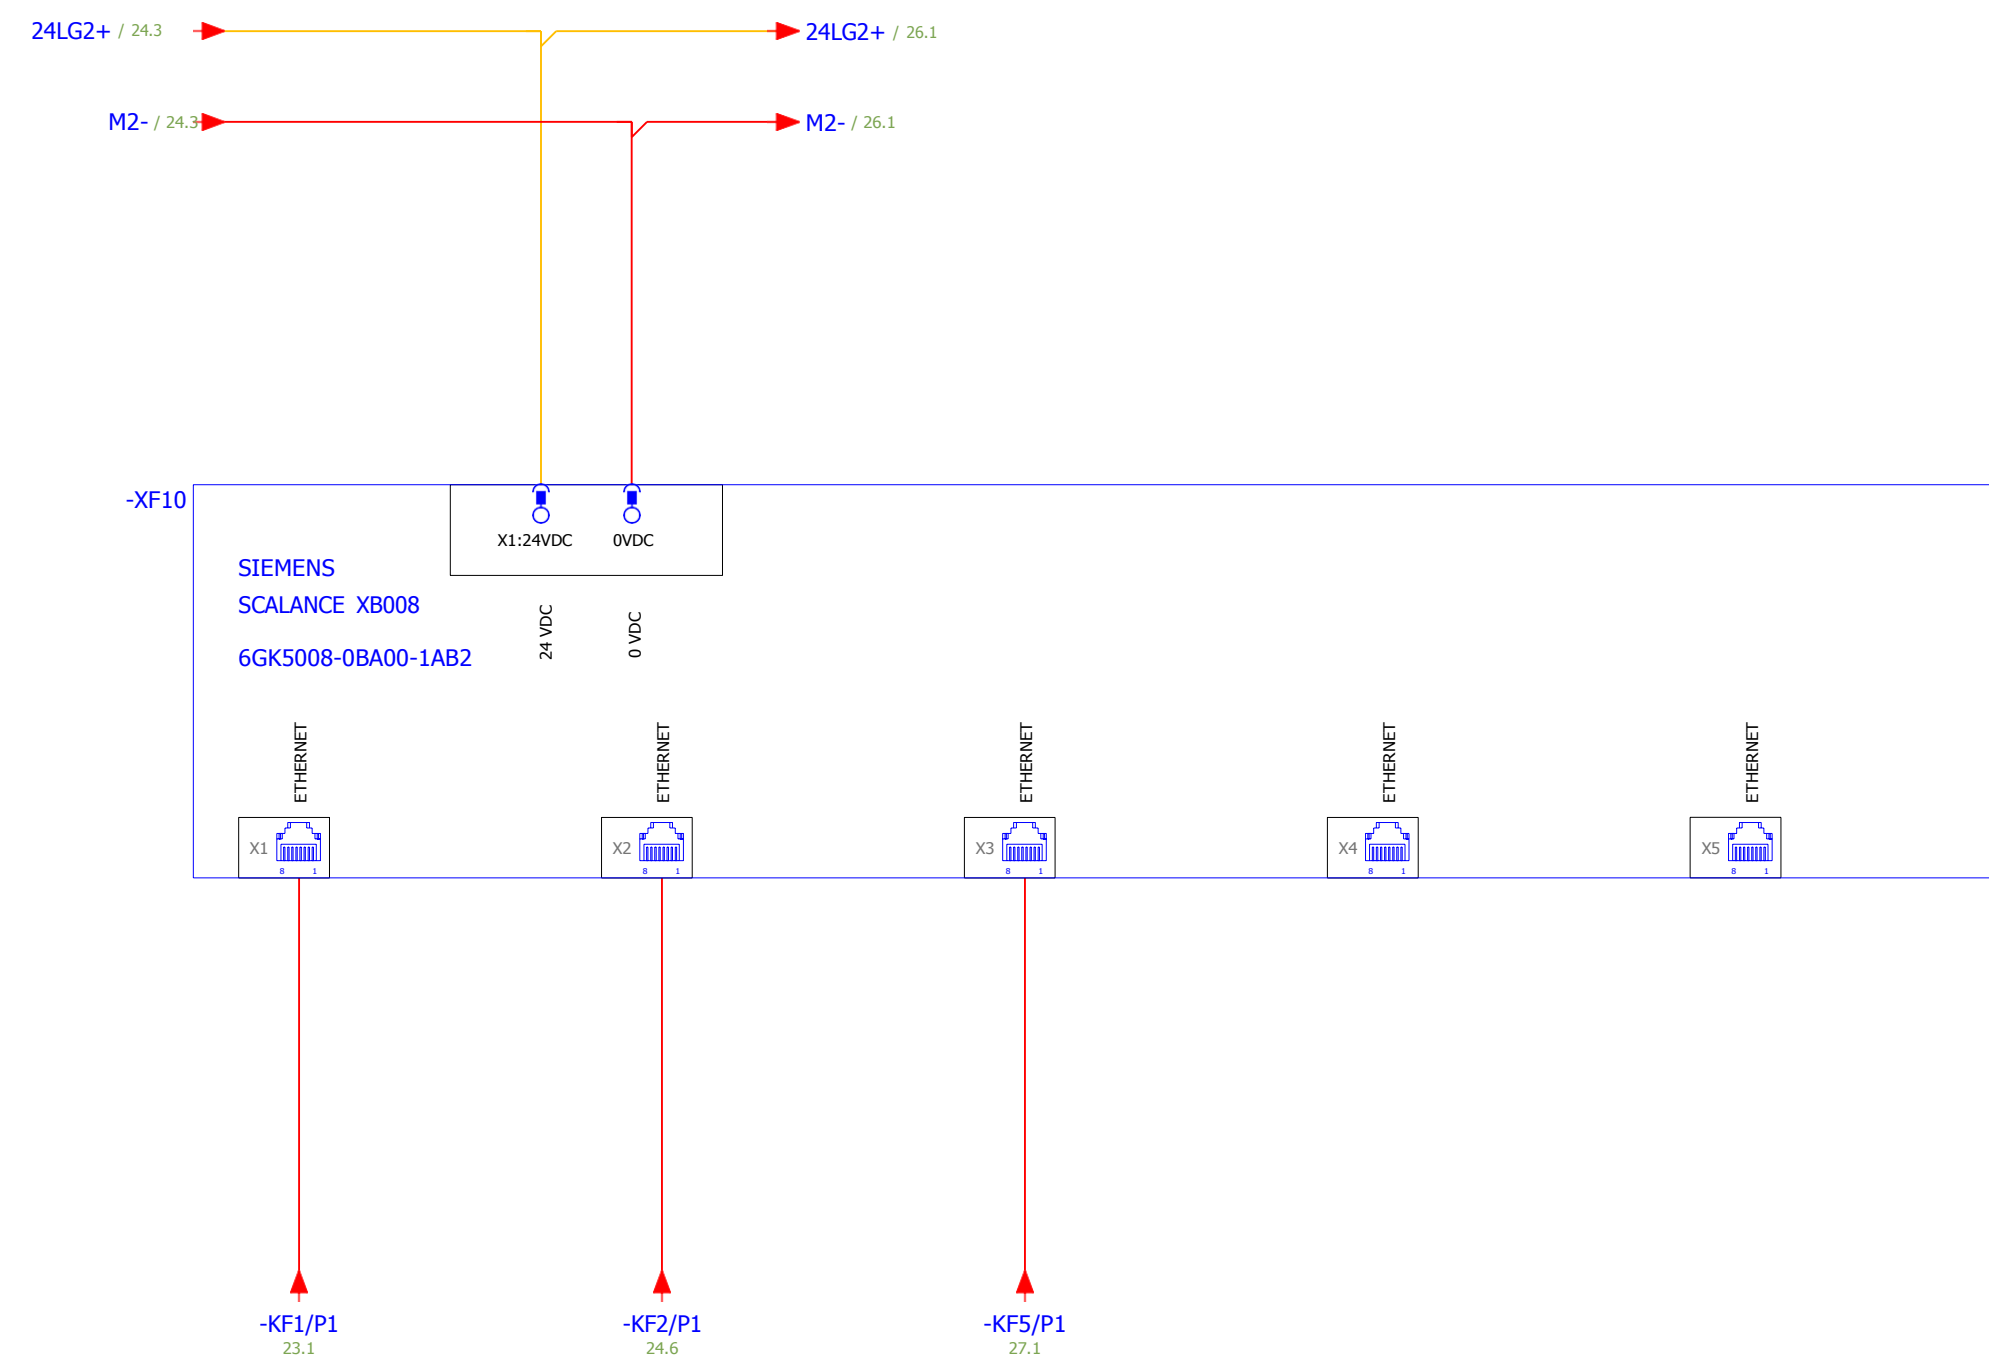 24LG2+ / 24.3
24LG2+ / 26.1
M2- / 24.3
M2- / 26.1
-XF10
X1:24VDC
0VDC
SIEMENS
SCALANCE XB008
6GK5008-0BA00-1AB2
24 VDC
0 VDC
ETHERNET
ETHERNET
ETHERNET
ETHERNET
ETHERNET
X1
8 1
X2
8 1
X3
8 1
X4
8 1
X5
8 1
-KF1/P1
23.1
-KF2/P1
24.6
-KF5/P1
27.1